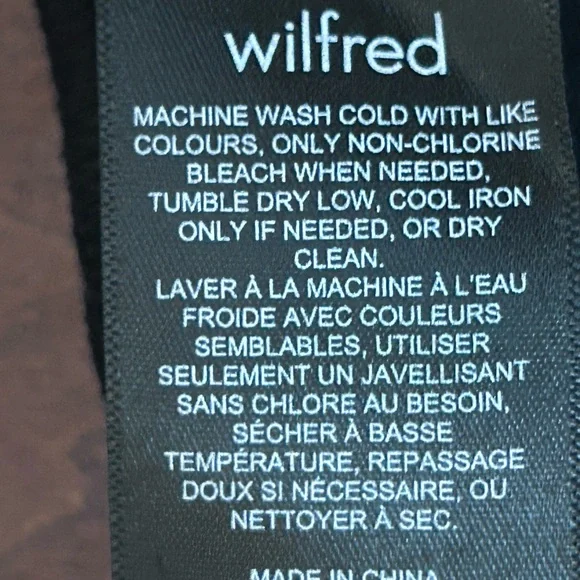 wilfred
MACHINE WASH COLD WITH LIKE
COLOURS, ONLY NON-CHLORINE
BLEACH WHEN NEEDED,
TUMBLE DRY LOW, COOL IRON
ONLY IF NEEDED, OR DRY
CLEAN.
LAVER À LA MACHINE À L'EAU
FROIDE AVEC COULEURS
SEMBLABLES, UTILISER
SEULEMENT UN JAVELLISANT
SANS CHLORE AU BESOIN,
SÉCHER À BASSE
TEMPÉRATURE, REPASSAGE
DOUX SI NÉCESSAIRE, OU
NETTOYER À SEC.
MADE IN CHINA